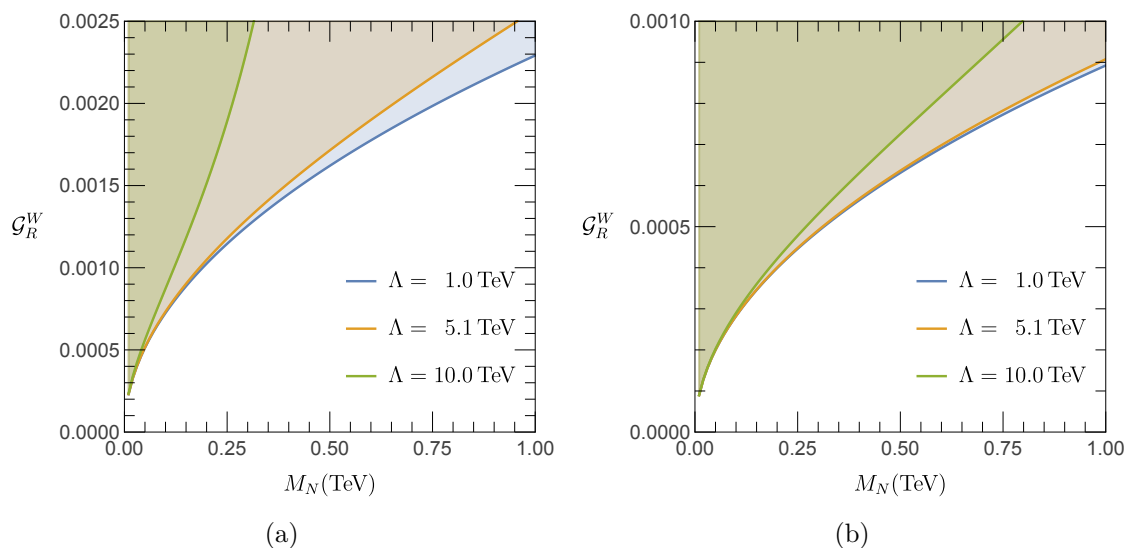 0.0025
0.0020
0.0015
0.0010
0.0005
0.0000
𝒢_R^W
Λ = 1.0 TeV
Λ = 5.1 TeV
Λ = 10.0 TeV
0.00 0.25 0.50 0.75 1.00
M_N(TeV)
(a)
0.0010
0.0005
0.0000
𝒢_R^W
Λ = 1.0 TeV
Λ = 5.1 TeV
Λ = 10.0 TeV
0.00 0.25 0.50 0.75 1.00
M_N(TeV)
(b)